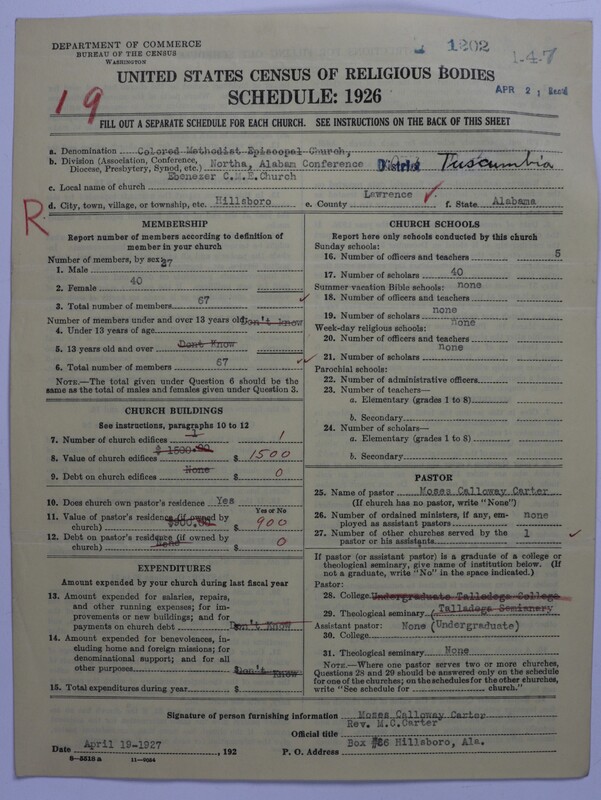 DEPARTMENT OF COMMERCE
BUREAU OF THE CENSUS
WASHINGTON
1202
147
UNITED STATES CENSUS OF RELIGIOUS BODIES
SCHEDULE: 1926
APR 2, Recd
19
FILL OUT A SEPARATE SCHEDULE FOR EACH CHURCH. SEE INSTRUCTIONS ON THE BACK OF THIS SHEET
a. Denomination Colored Methodist Episcopal Church,
b. Division (Association, Conference, Diocese, Presbytery, Synod, etc.) Northa, Alabam Conference District Tuscumbia
c. Local name of church Ebenezer C.M.E.Church
d. City, town, village, or township, etc. Hillsboro e. County Lawrence f. State Alabama
R
MEMBERSHIP
Report number of members according to definition of
member in your church
Number of members, by sex:
1. Male 27
2. Female 40
3. Total number of members 67
Number of members under and over 13 years old:
4. Under 13 years of age Don't know
5. 13 years old and over Dont Know
6. Total number of members 67
NOTE.—The total given under Question 6 should be the
same as the total of males and females given under Question 3.
CHURCH BUILDINGS
See instructions, paragraphs 10 to 12
7. Number of church edifices 1 1
8. Value of church edifices $ 1500.00 $ 1500
9. Debt on church edifices None $ 0
10. Does church own pastor's residence Yes
Yes or No
11. Value of pastor's residence (if owned by
church) $900.00 $ 900
12. Debt on pastor's residence (if owned by
church) None $ 0
EXPENDITURES
Amount expended by your church during last fiscal year
13. Amount expended for salaries, repairs,
and other running expenses; for im-
provements or new buildings; and for
payments on church debt $ Don't Know
14. Amount expended for benevolences, in-
cluding home and foreign missions; for
denominational support; and for all
other purposes $ Don't Know
15. Total expenditures during year $
CHURCH SCHOOLS
Report here only schools conducted by this church
Sunday schools:
16. Number of officers and teachers 5
17. Number of scholars 40
Summer vacation Bible schools: none
18. Number of officers and teachers
19. Number of scholars none
Week-day religious schools: none
20. Number of officers and teachers
21. Number of scholars none
Parochial schools:
22. Number of administrative officers
23. Number of teachers—
a. Elementary (grades 1 to 8)
b. Secondary
24. Number of scholars—
a. Elementary (grades 1 to 8)
b. Secondary
PASTOR
25. Name of pastor Moses Calloway Carter
(If church has no pastor, write "None")
26. Number of ordained ministers, if any, em-
ployed as assistant pastors none
27. Number of other churches served by the
pastor or his assistants 1
If pastor (or assistant pastor) is a graduate of a college or
theological seminary, give name of institution below. (If
not a graduate, write "No" in the space indicated.)
Pastor:
28. College Undergraduate Talledega College
29. Theological seminary Talladega Semianary
Assistant pastor: None (Undergraduate)
30. College
31. Theological seminary None
NOTE.—Where one pastor serves two or more churches,
Questions 28 and 29 should be answered only on the schedule
for one of the churches; on the schedules for the other churches,
write "See schedule for church."
Signature of person furnishing information Moses Calloway Carter
Official title Rev. M.C.Carter
Date April 19-1927 , 192 P. O. Address Box #86 Hillsboro, Ala.
8—5510 a 11—9164